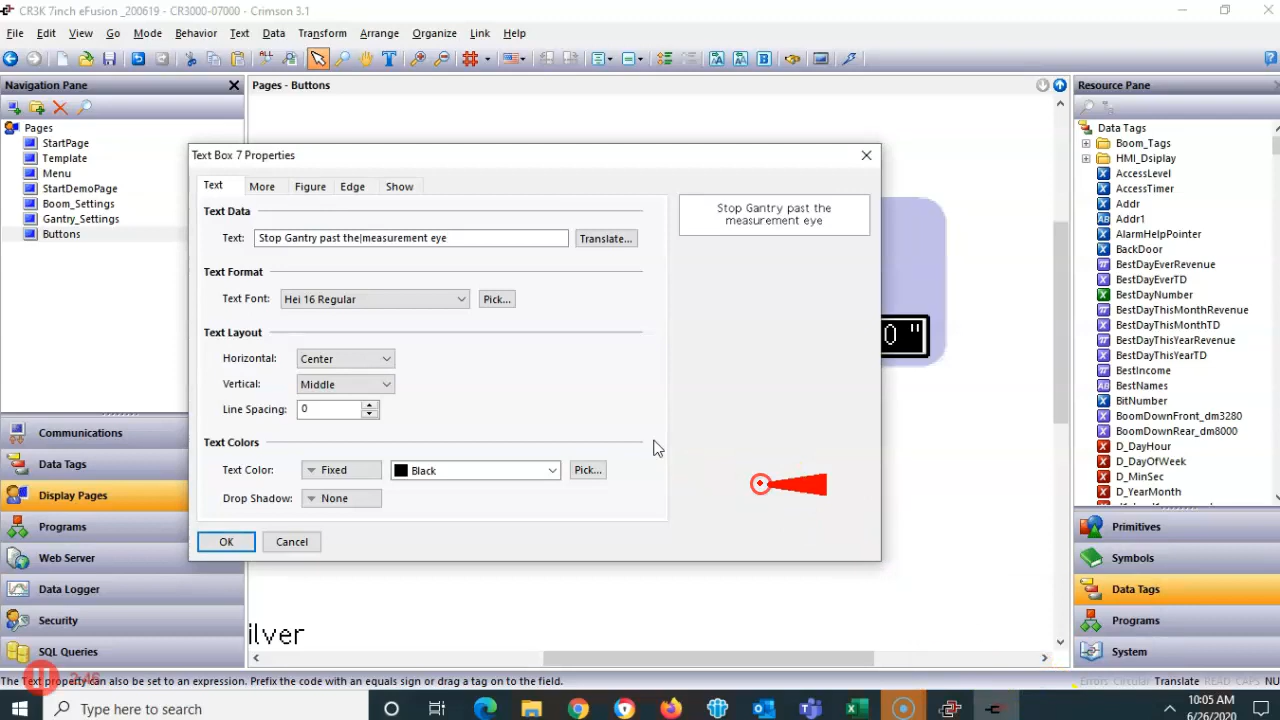 CR3K 7inch eFusion _200619 - CR3000-07000 - Crimson 3.1
File Edit View Go Mode Behavior Text Data Transform Arrange Organize Link Help
Navigation Pane
Pages
StartPage
Template
Menu
StartDemoPage
Boom_Settings
Gantry_Settings
Buttons
Communications
Data Tags
Display Pages
Programs
Web Server
Data Logger
Security
SQL Queries
Pages - Buttons
Text Box 7 Properties
Text More Figure Edge Show
Text Data
Text: Stop Gantry past the|measurement eye Translate...
Text Format
Text Font: Hei 16 Regular Pick...
Text Layout
Horizontal: Center
Vertical: Middle
Line Spacing: 0
Text Colors
Text Color: Fixed Black Pick...
Drop Shadow: None
OK Cancel
Stop Gantry past the
measurement eye
0 "
ilver
Resource Pane
Data Tags
Boom_Tags
HMI_Dsiplay
AccessLevel
AccessTimer
Addr
Addr1
AlarmHelpPointer
BackDoor
BestDayEverRevenue
BestDayEverTD
BestDayNumber
BestDayThisMonthRevenue
BestDayThisMonthTD
BestDayThisYearRevenue
BestDayThisYearTD
BestIncome
BestNames
BitNumber
BoomDownFront_dm3280
BoomDownRear_dm8000
D_DayHour
D_DayOfWeek
D_MinSec
D_YearMonth
Primitives
Symbols
Data Tags
Programs
System
The Text property can also be set to an expression. Prefix the code with an equals sign or drag a tag on to the field.
Errors Circular Translate READ CAPS NU
Type here to search
10:05 AM
6/26/2020